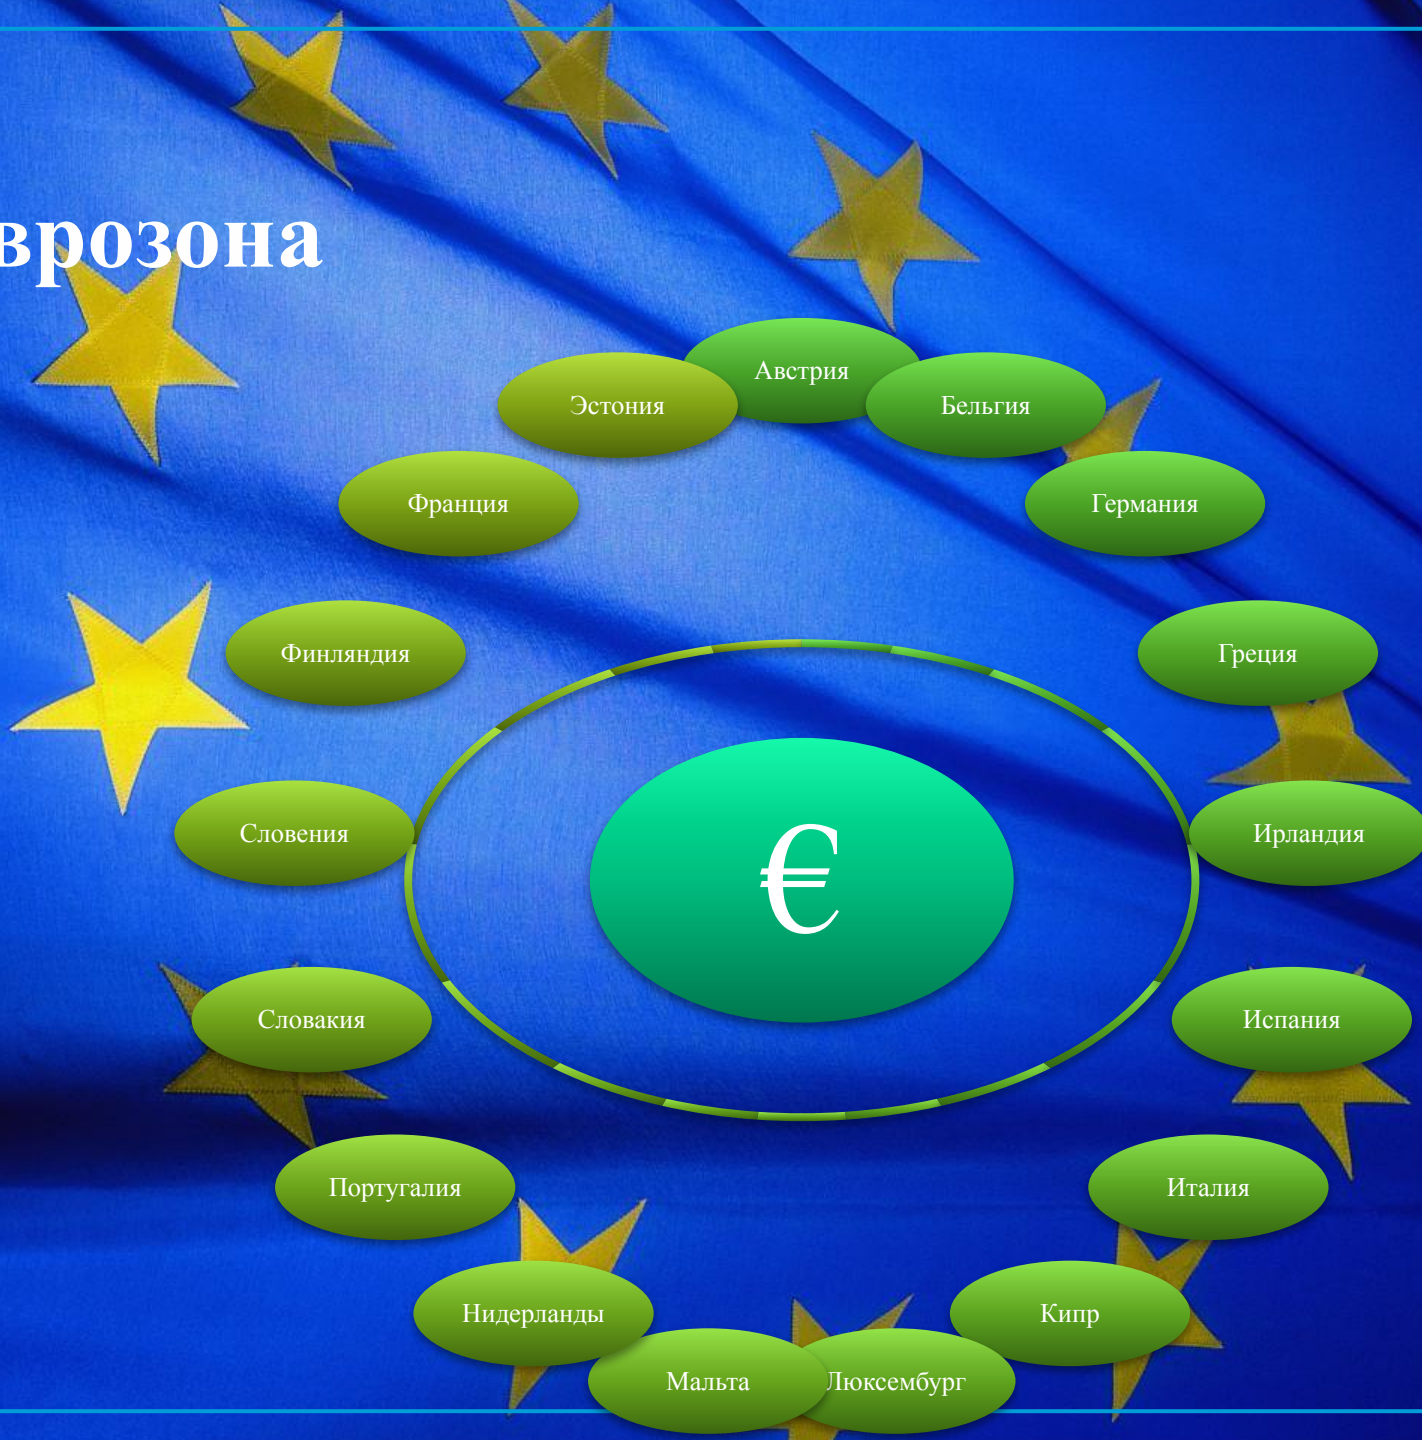 врозона
Австрия
Бельгия
Германия
Греция
Ирландия
Испания
Италия
Кипр
Люксембург
Мальта
Нидерланды
Португалия
Словакия
Словения
Финляндия
Франция
Эстония
€